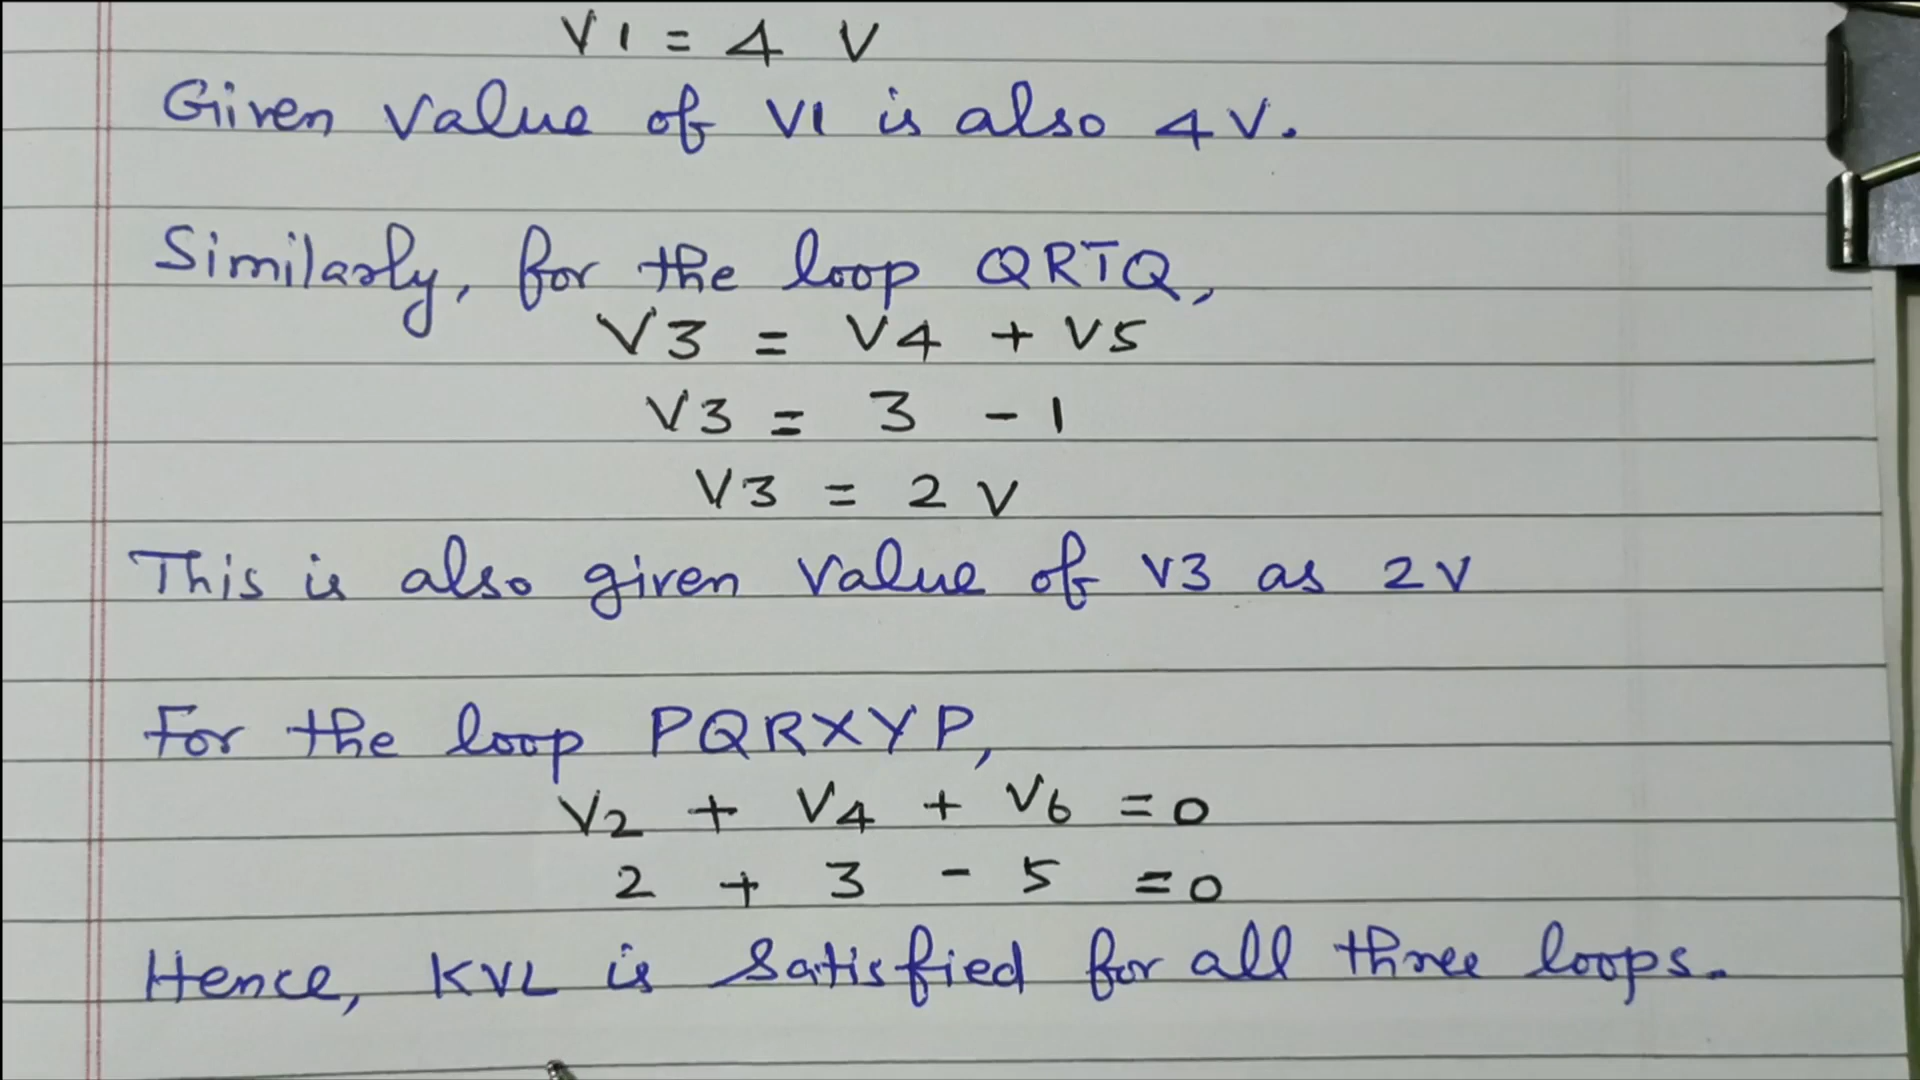 V1 = 4 V
Given value of V1 is also 4V.
Similarly, for the loop QRTQ,
V3 = V4 + V5
V3 = 3 - 1
V3 = 2 V
This is also given value of V3 as 2V
For the loop PQRXYP,
V2 + V4 + V6 = 0
2 + 3 - 5 = 0
Hence, KVL is satisfied for all three loops.